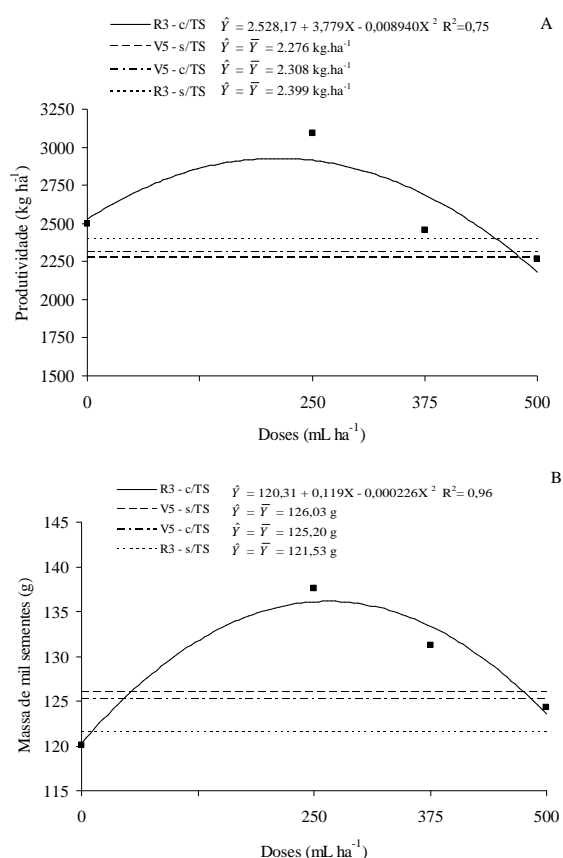 A
R3 - c/TS Ŷ = 2.528,17 + 3,779X - 0,008940X ² R²=0,75
V5 - s/TS Ŷ = Y̅ = 2.276 kg.ha⁻¹
V5 - c/TS Ŷ = Y̅ = 2.308 kg.ha⁻¹
R3 - s/TS Ŷ = Y̅ = 2.399 kg.ha⁻¹
Produtividade (kg ha⁻¹)
3250
3000
2750
2500
2250
2000
1750
1500
0 250 375 500
Doses (mL ha⁻¹)
B
R3 - c/TS Ŷ = 120,31 + 0,119X - 0,000226X ² R²= 0,96
V5 - s/TS Ŷ = Y̅ = 126,03 g
V5 - c/TS Ŷ = Y̅ = 125,20 g
R3 - s/TS Ŷ = Y̅ = 121,53 g
Massa de mil sementes (g)
145
140
135
130
125
120
115
0 250 375 500
Doses (mL ha⁻¹)